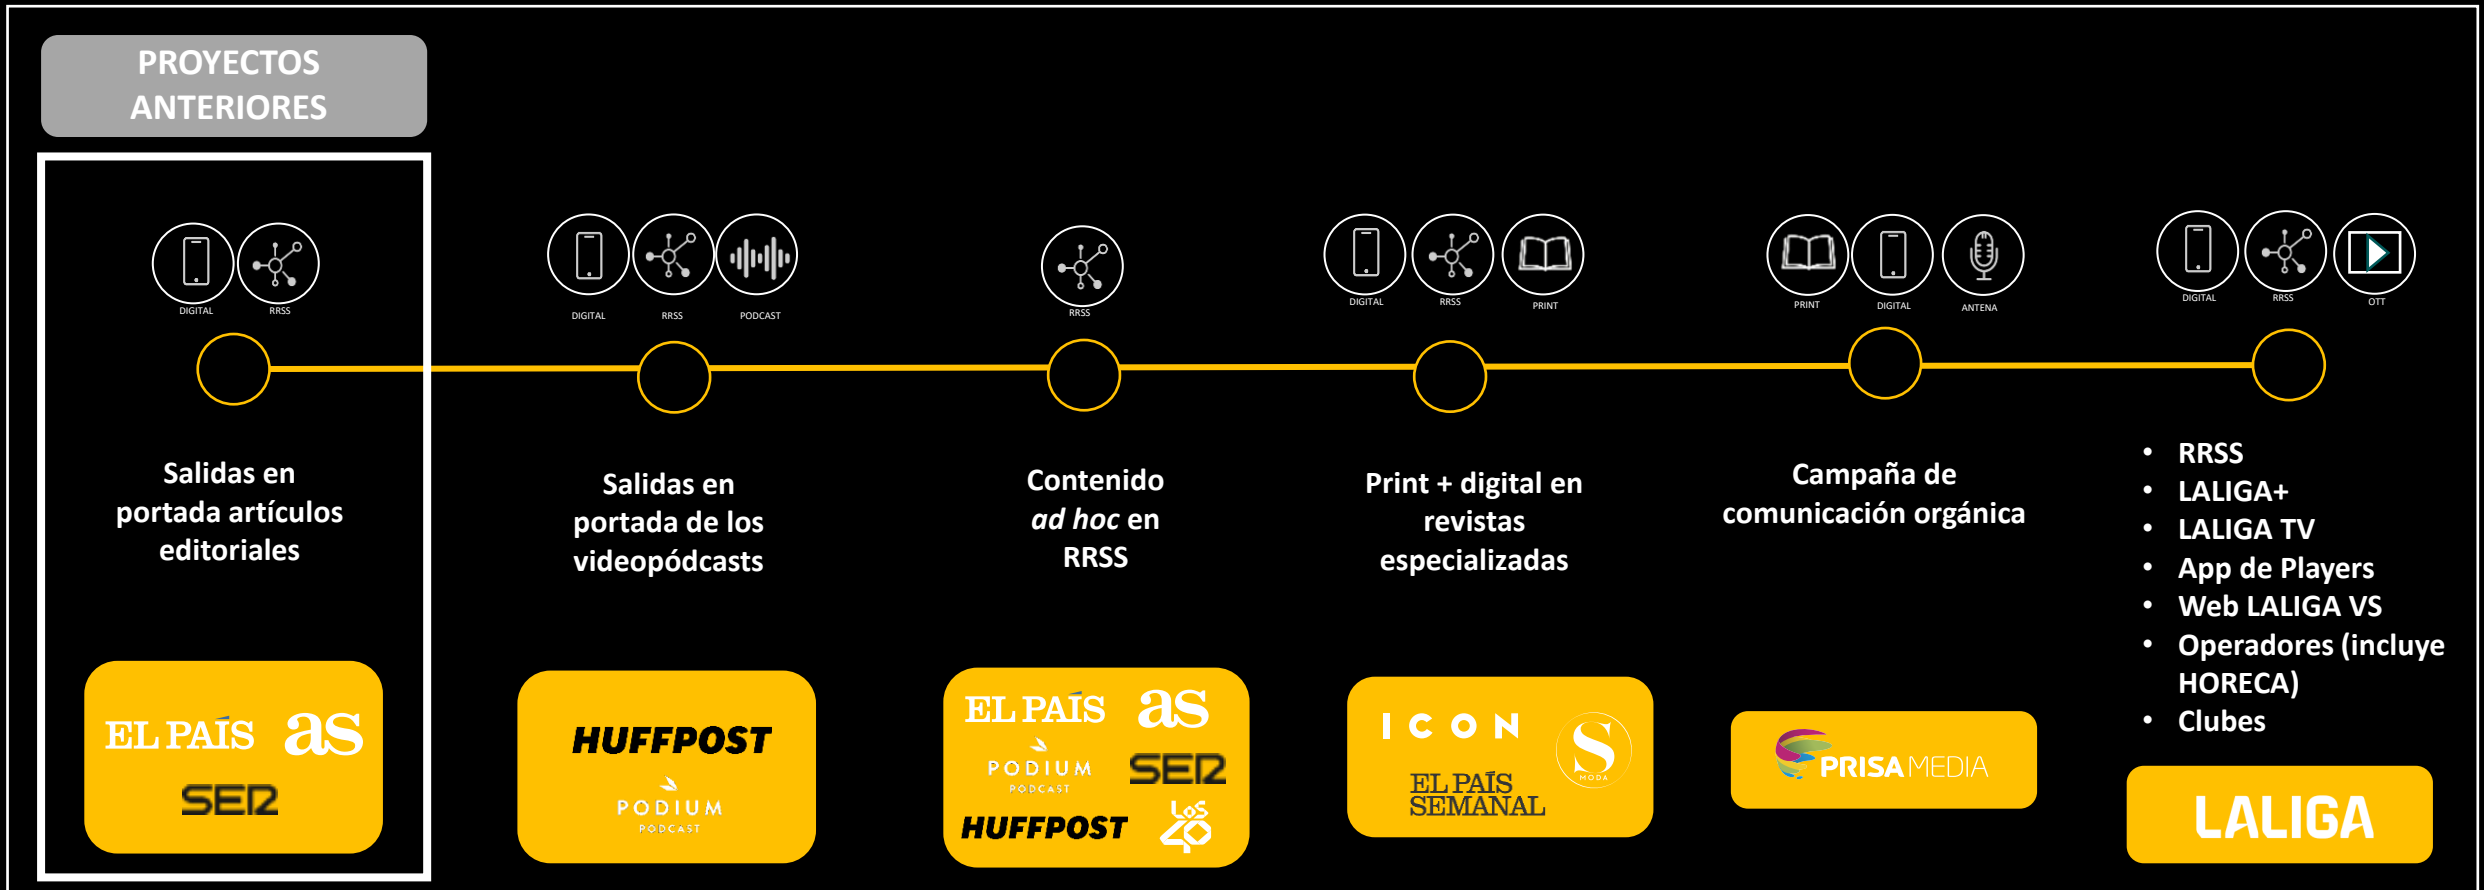 PROYECTOS
ANTERIORES
DIGITAL
RRSS
Salidas en
portada artículos
editoriales
EL PAÍS
as
SER
DIGITAL
RRSS
PODCAST
Salidas en
portada de los
videopódcasts
HUFFPOST
PODIUM
PODCAST
RRSS
Contenido
ad hoc en
RRSS
EL PAÍS
as
PODIUM
PODCAST
SER
HUFFPOST
LOS
40
DIGITAL
RRSS
PRINT
Print + digital en
revistas
especializadas
ICON
S
MODA
EL PAÍS
SEMANAL
PRINT
DIGITAL
ANTENA
Campaña de
comunicación orgánica
PRISA MEDIA
DIGITAL
RRSS
OTT
• RRSS
• LALIGA+
• LALIGA TV
• App de Players
• Web LALIGA VS
• Operadores (incluye
HORECA)
• Clubes
LALIGA